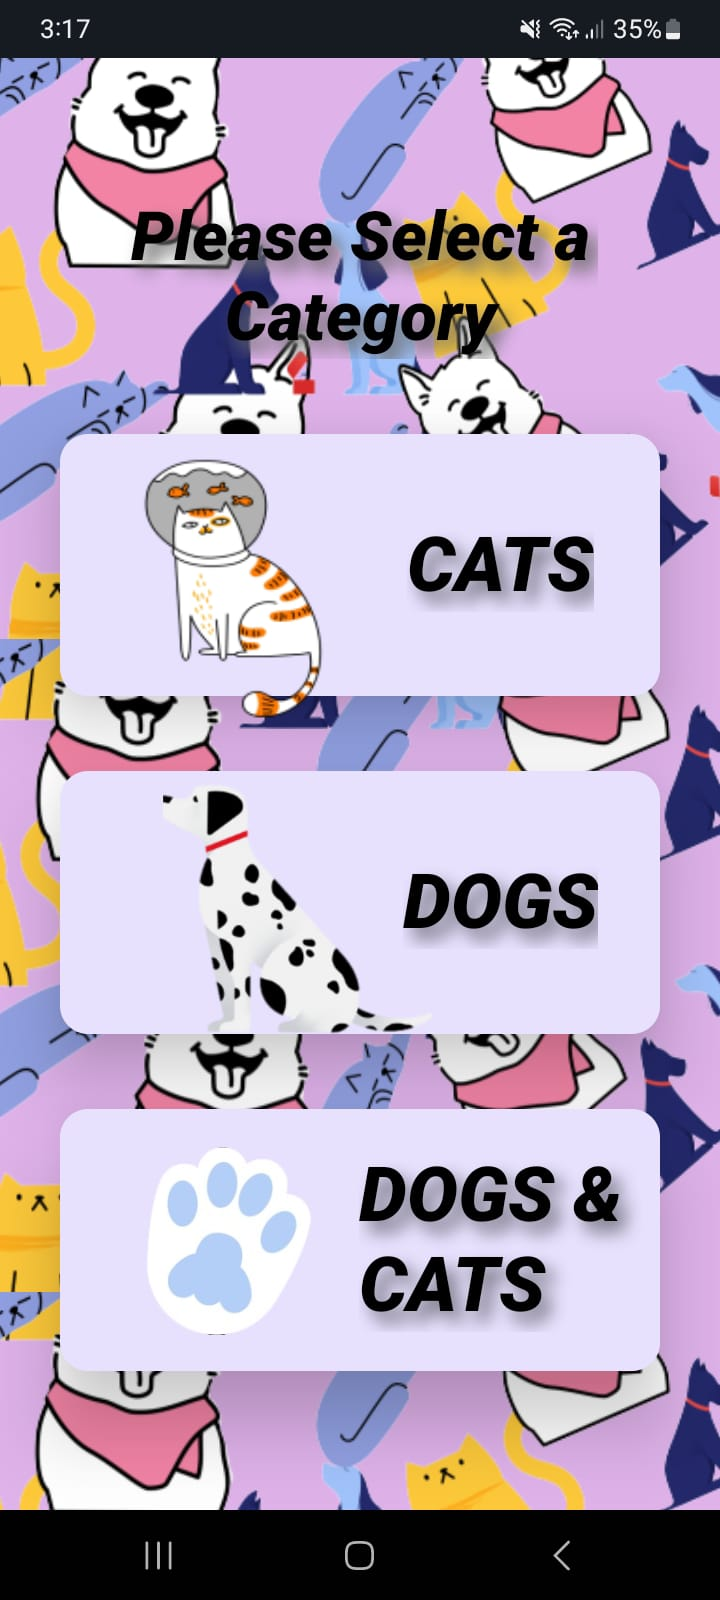 3:17
35%
Please Select a
Category
CATS
DOGS
DOGS &
CATS